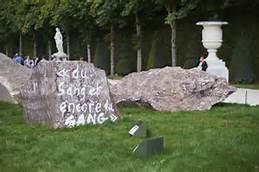 « du
Sang et
encore du
SANG »